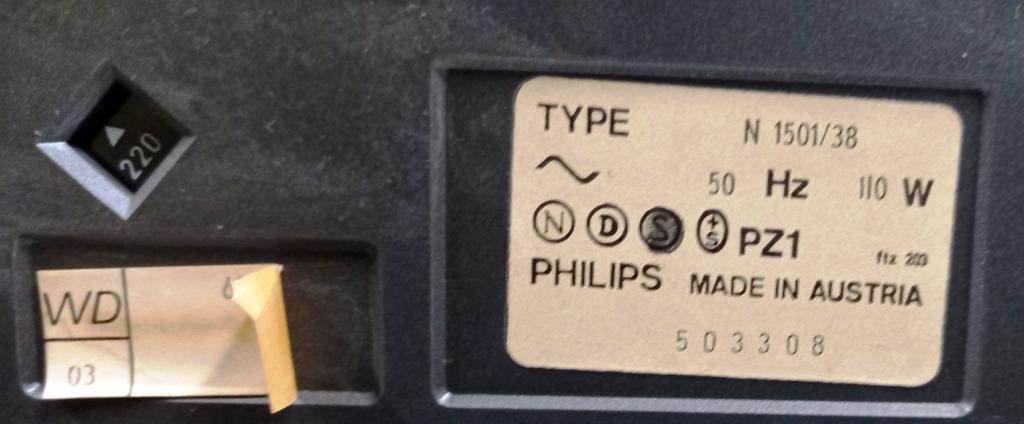 220
WD
03
TYPE N 1501/38
50 Hz 110 W
N D S +S PZ1 ftz 203
PHILIPS MADE IN AUSTRIA
503308